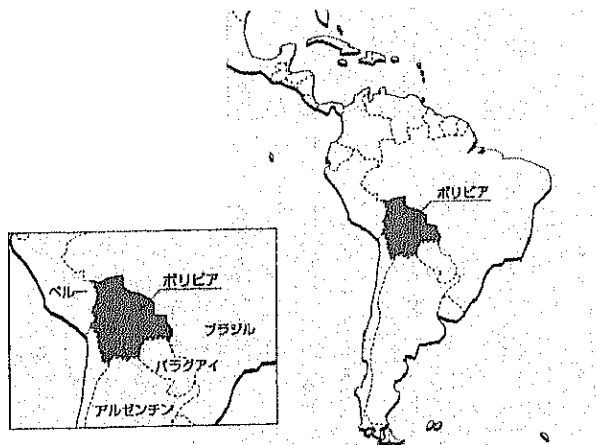 ボリビア
ペルー
ボリビア
ブラジル
パラグアイ
アルゼンチン